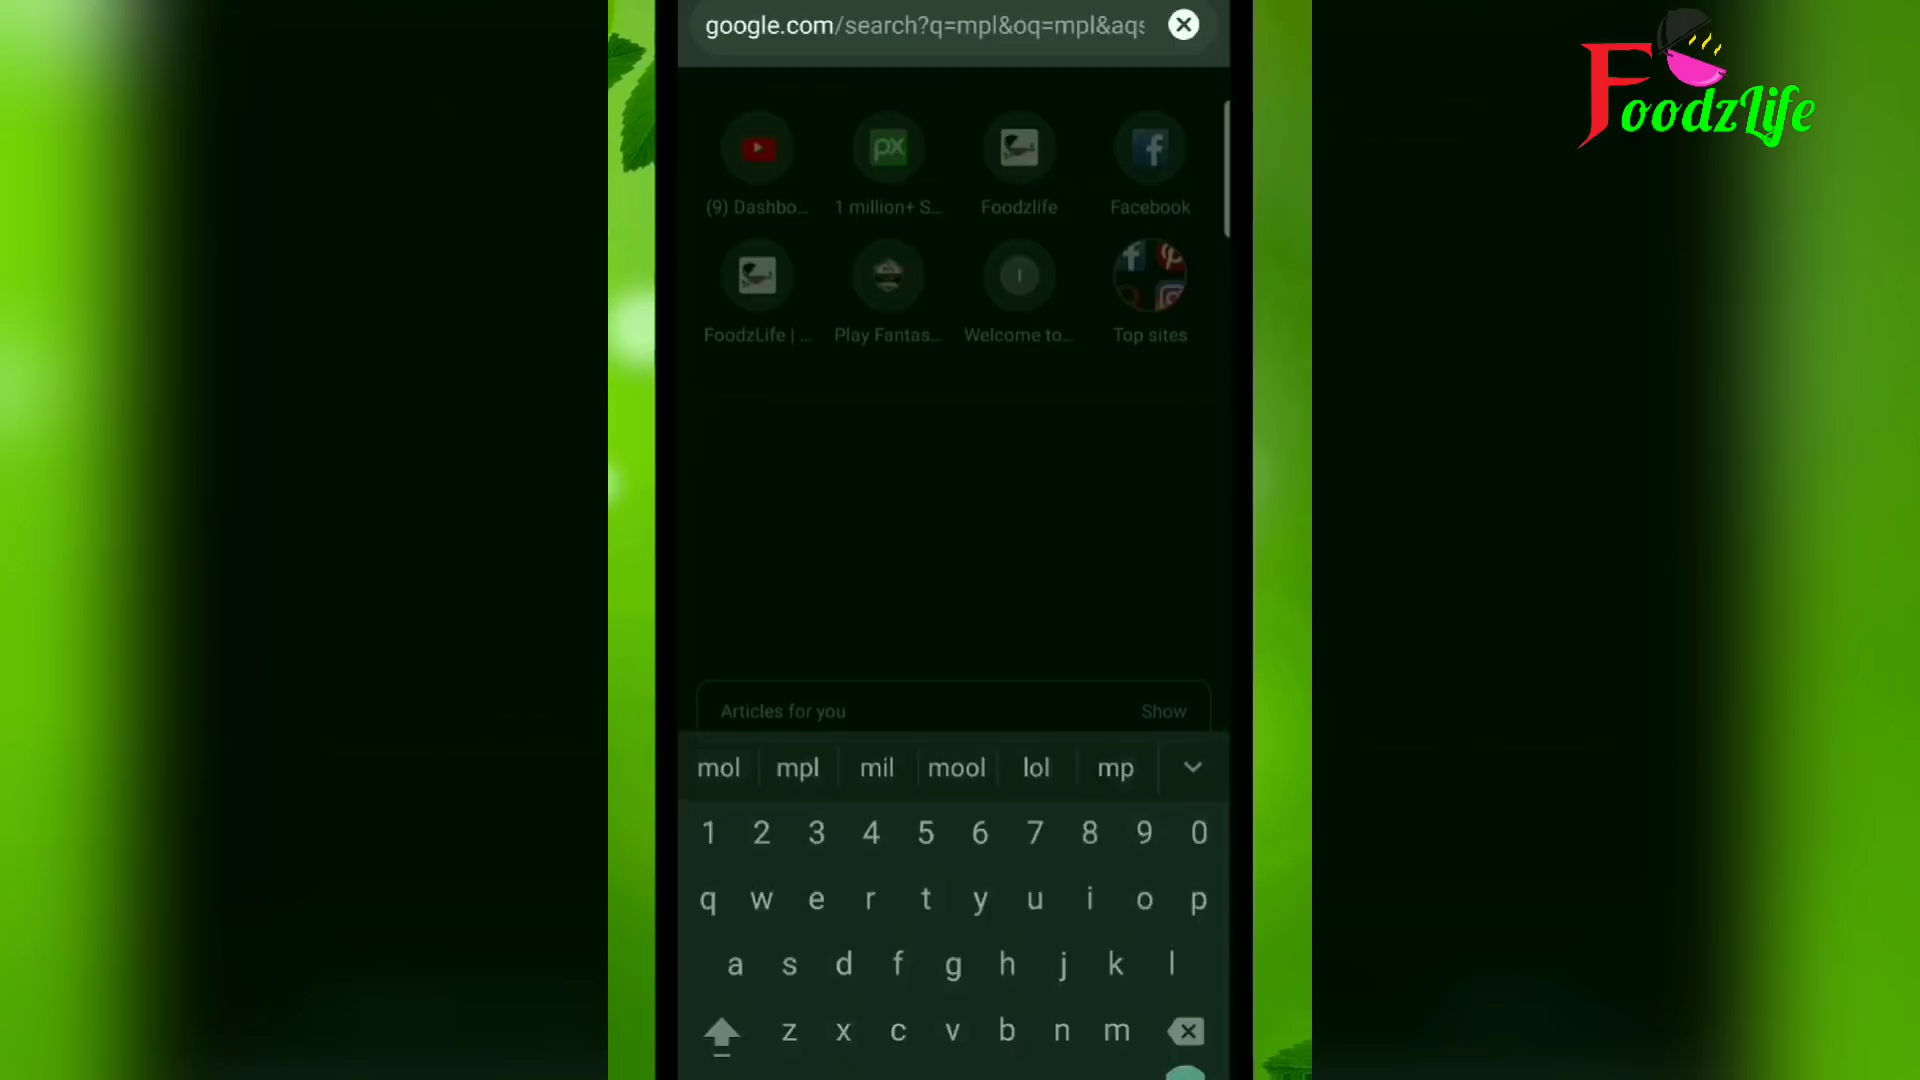 google.com/search?q=mpl&oq=mpl&aqs
FoodzLife
px
(9) Dashbo...
1 million+ S...
Foodzlife
Facebook
FoodzLife | ...
Play Fantas...
Welcome to...
Top sites
Articles for you
Show
mol mpl mil mool lol mp
1 2 3 4 5 6 7 8 9 0
q w e r t y u i o p
a s d f g h j k l
z x c v b n m